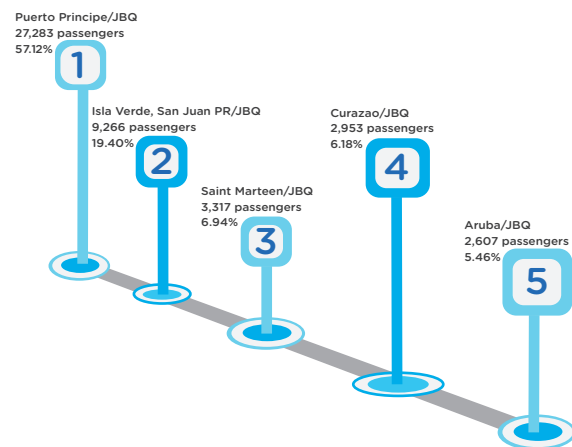 Puerto Principe/JBQ
27,283 passengers
57.12%
1
Isla Verde, San Juan PR/JBQ
9,266 passengers
19.40%
2
Saint Marteen/JBQ
3,317 passengers
6.94%
3
Curazao/JBQ
2,953 passengers
6.18%
4
Aruba/JBQ
2,607 passengers
5.46%
5